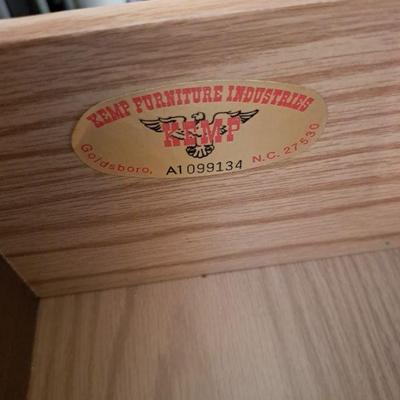 KEMP FURNITURE INDUSTRIES
KEMP
Goldsboro, A1099134 N.C. 27530